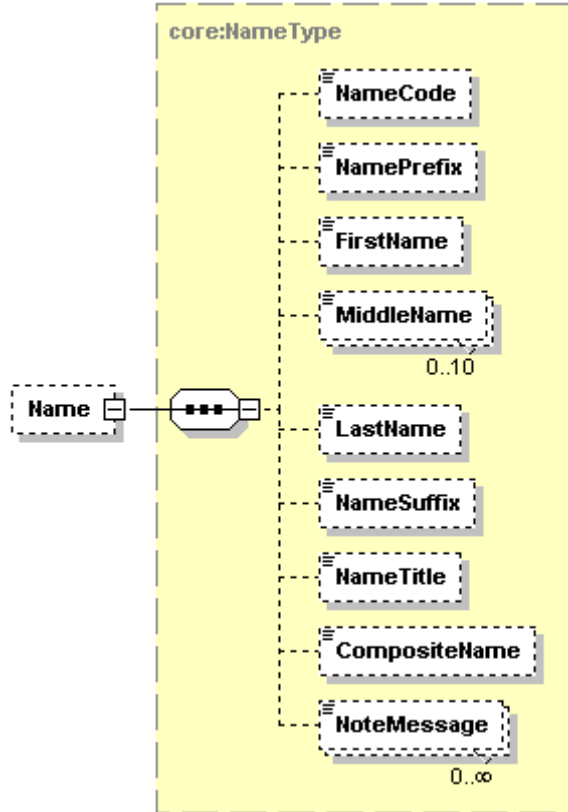 core:NameType
NameCode
NamePrefix
FirstName
MiddleName
0..10
Name
LastName
NameSuffix
NameTitle
CompositeName
NoteMessage
0..∞